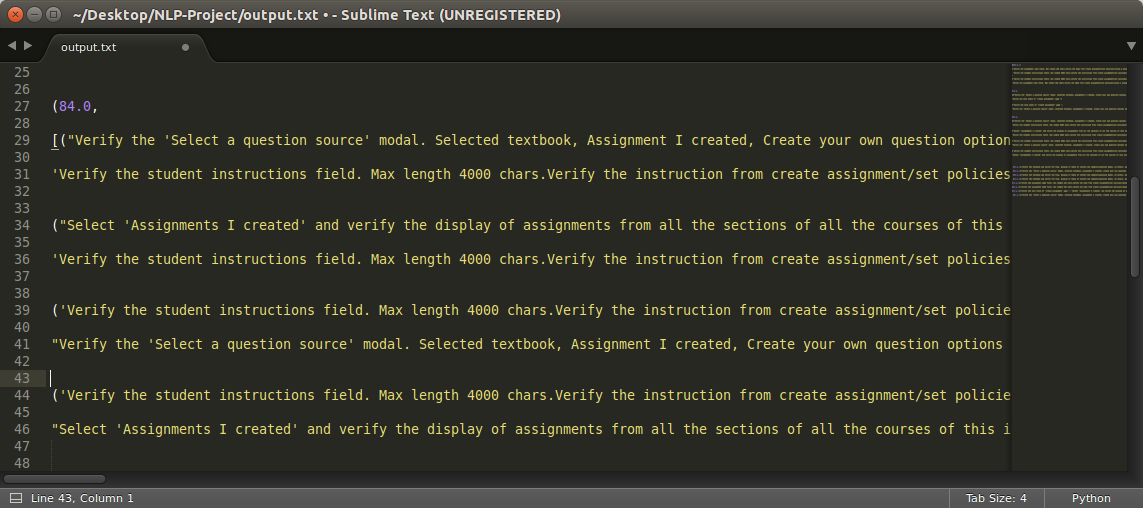 ~/Desktop/NLP-Project/output.txt • - Sublime Text (UNREGISTERED)
output.txt
25
26
27 (84.0,
28
29 [("Verify the 'Select a question source' modal. Selected textbook, Assignment I created, Create your own question option
30
31 'Verify the student instructions field. Max length 4000 chars.Verify the instruction from create assignment/set policies
32
33
34 ("Select 'Assignments I created' and verify the display of assignments from all the sections of all the courses of this
35
36 'Verify the student instructions field. Max length 4000 chars.Verify the instruction from create assignment/set policies
37
38
39 ('Verify the student instructions field. Max length 4000 chars.Verify the instruction from create assignment/set policie
40
41 "Verify the 'Select a question source' modal. Selected textbook, Assignment I created, Create your own question options
42
43
44 ('Verify the student instructions field. Max length 4000 chars.Verify the instruction from create assignment/set policie
45
46 "Select 'Assignments I created' and verify the display of assignments from all the sections of all the courses of this i
47
48
Line 43, Column 1 Tab Size: 4 Python